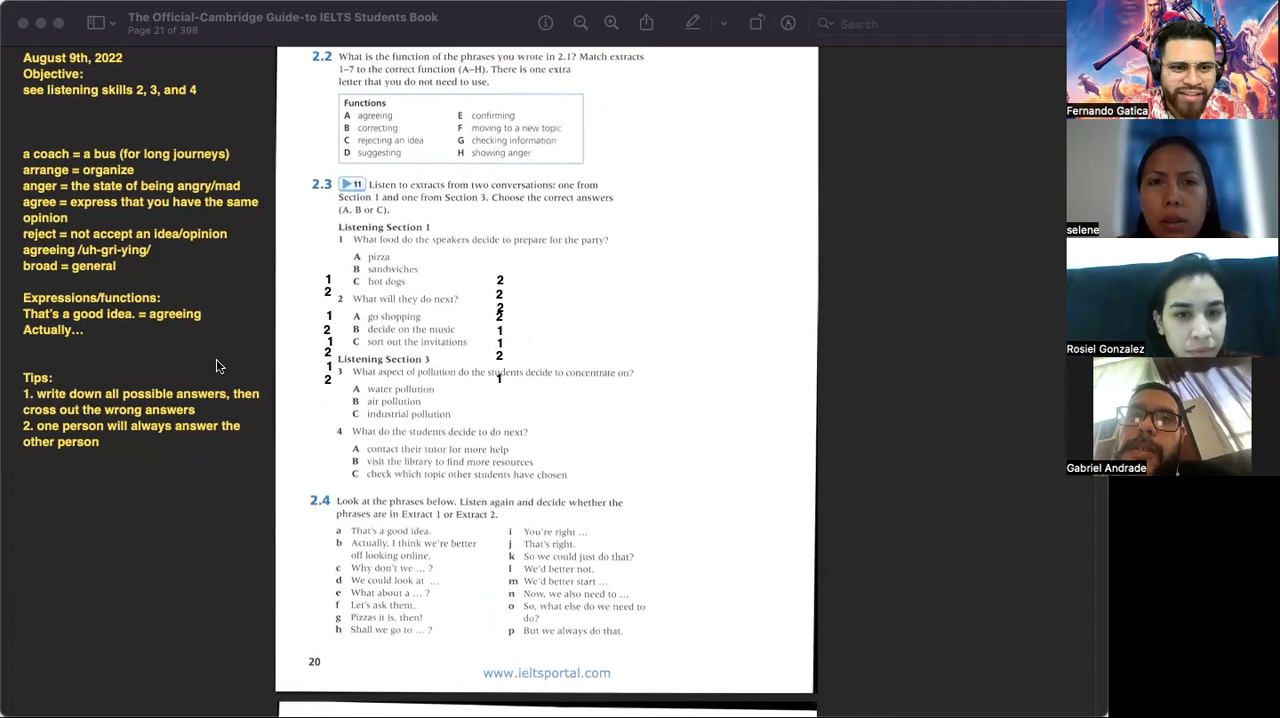 The Official-Cambridge Guide-to IELTS Students Book
Page 21 of 398
Search
August 9th, 2022
Objective:
see listening skills 2, 3, and 4
a coach = a bus (for long journeys)
arrange = organize
anger = the state of being angry/mad
agree = express that you have the same
opinion
reject = not accept an idea/opinion
agreeing /uh-gri-ying/
broad = general
Expressions/functions:
That's a good idea. = agreeing
Actually...
Tips:
1. write down all possible answers, then
cross out the wrong answers
2. one person will always answer the
other person
2.2 What is the function of the phrases you wrote in 2.1? Match extracts
1–7 to the correct function (A–H). There is one extra
letter that you do not need to use.
Functions
A agreeing
B correcting
C rejecting an idea
D suggesting
E confirming
F moving to a new topic
G checking information
H showing anger
2.3 11 Listen to extracts from two conversations: one from
Section 1 and one from Section 3. Choose the correct answers
(A, B or C).
Listening Section 1
1 What food do the speakers decide to prepare for the party?
A pizza
B sandwiches
C hot dogs
2 What will they do next?
A go shopping
B decide on the music
C sort out the invitations
Listening Section 3
3 What aspect of pollution do the students decide to concentrate on?
A water pollution
B air pollution
C industrial pollution
4 What do the students decide to do next?
A contact their tutor for more help
B visit the library to find more resources
C check which topic other students have chosen
1
2
1
2
1
2
1
2
2
2
2
2
1
1
2
1
2.4 Look at the phrases below. Listen again and decide whether the
phrases are in Extract 1 or Extract 2.
a That's a good idea.
b Actually, I think we're better
off looking online.
c Why don't we ... ?
d We could look at ...
e What about a ... ?
f Let's ask them.
g Pizzas it is, then!
h Shall we go to ... ?
i You're right ...
j That's right.
k So we could just do that?
l We'd better not.
m We'd better start ...
n Now, we also need to ...
o So, what else do we need to
do?
p But we always do that.
20
www.ieltsportal.com
Fernando Gatica
selene
Rosiel Gonzalez
Gabriel Andrade